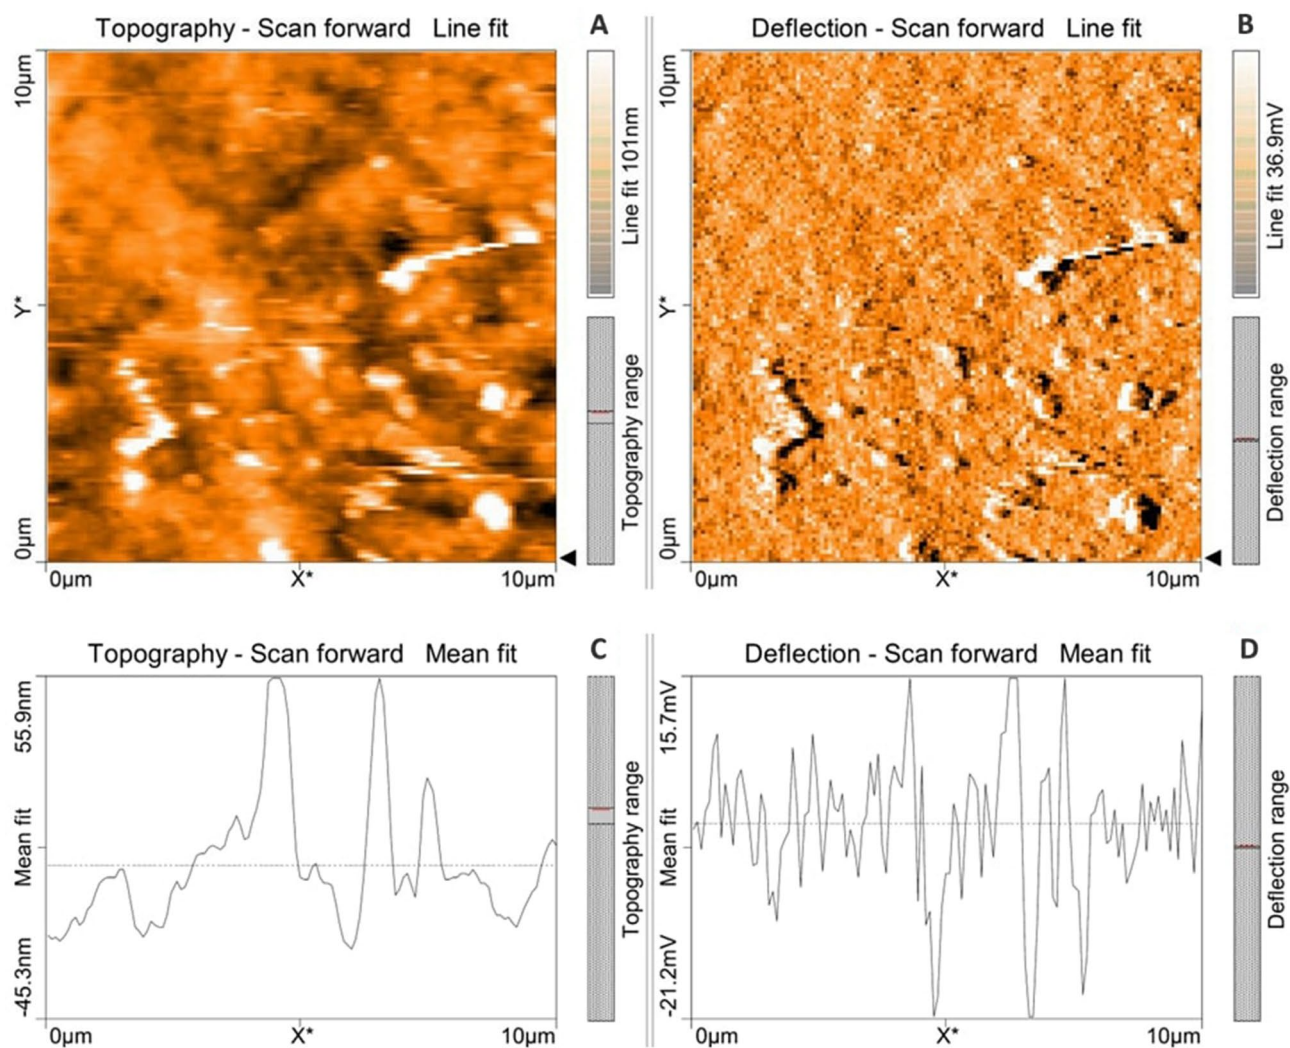 Topography - Scan forward Line fit A
10µm
Y*
0µm
0µm X* 10µm
Line fit 101nm
Topography range
Deflection - Scan forward Line fit B
10µm
Y*
0µm
0µm X* 10µm
Line fit 36.9mV
Deflection range
Topography - Scan forward Mean fit C
55.9nm
Mean fit
-45.3nm
0µm X* 10µm
Topography range
Deflection - Scan forward Mean fit D
15.7mV
Mean fit
-21.2mV
0µm X* 10µm
Deflection range